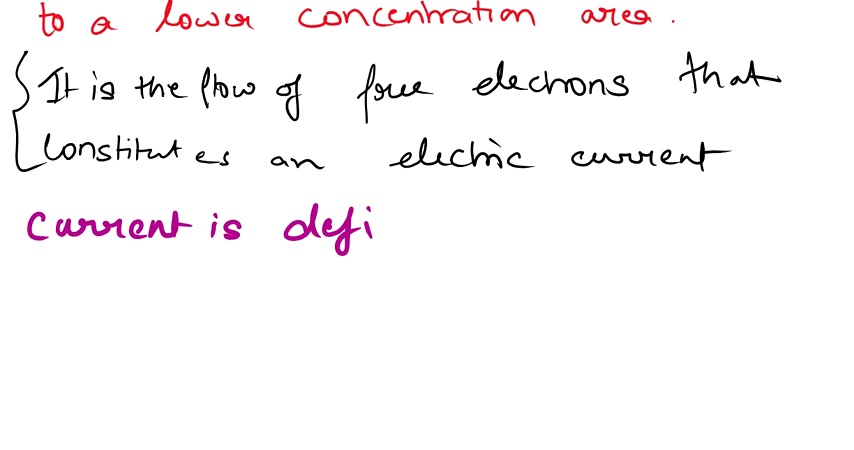 to a lower concentration area.
It is the flow of free electrons that
constitutes an electric current
current is defi